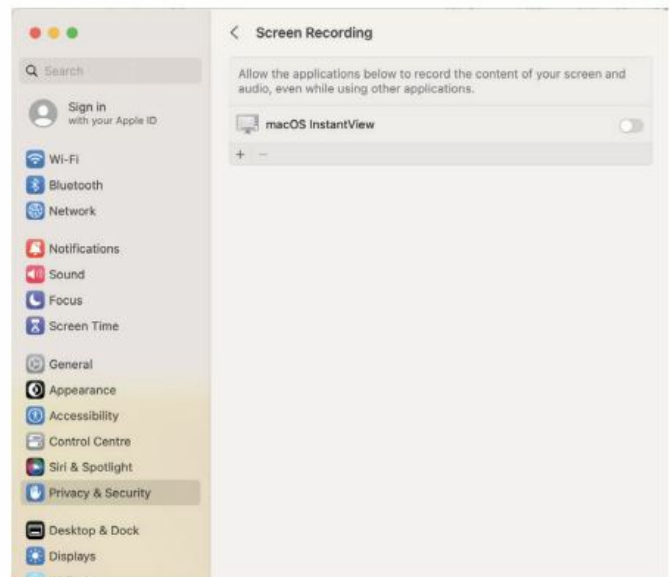 Screen Recording
Search
Allow the applications below to record the content of your screen and
audio, even while using other applications.
Sign in
with your Apple ID
macOS InstantView
+ −
Wi-Fi
Bluetooth
Network
Notifications
Sound
Focus
Screen Time
General
Appearance
Accessibility
Control Centre
Siri & Spotlight
Privacy & Security
Desktop & Dock
Displays